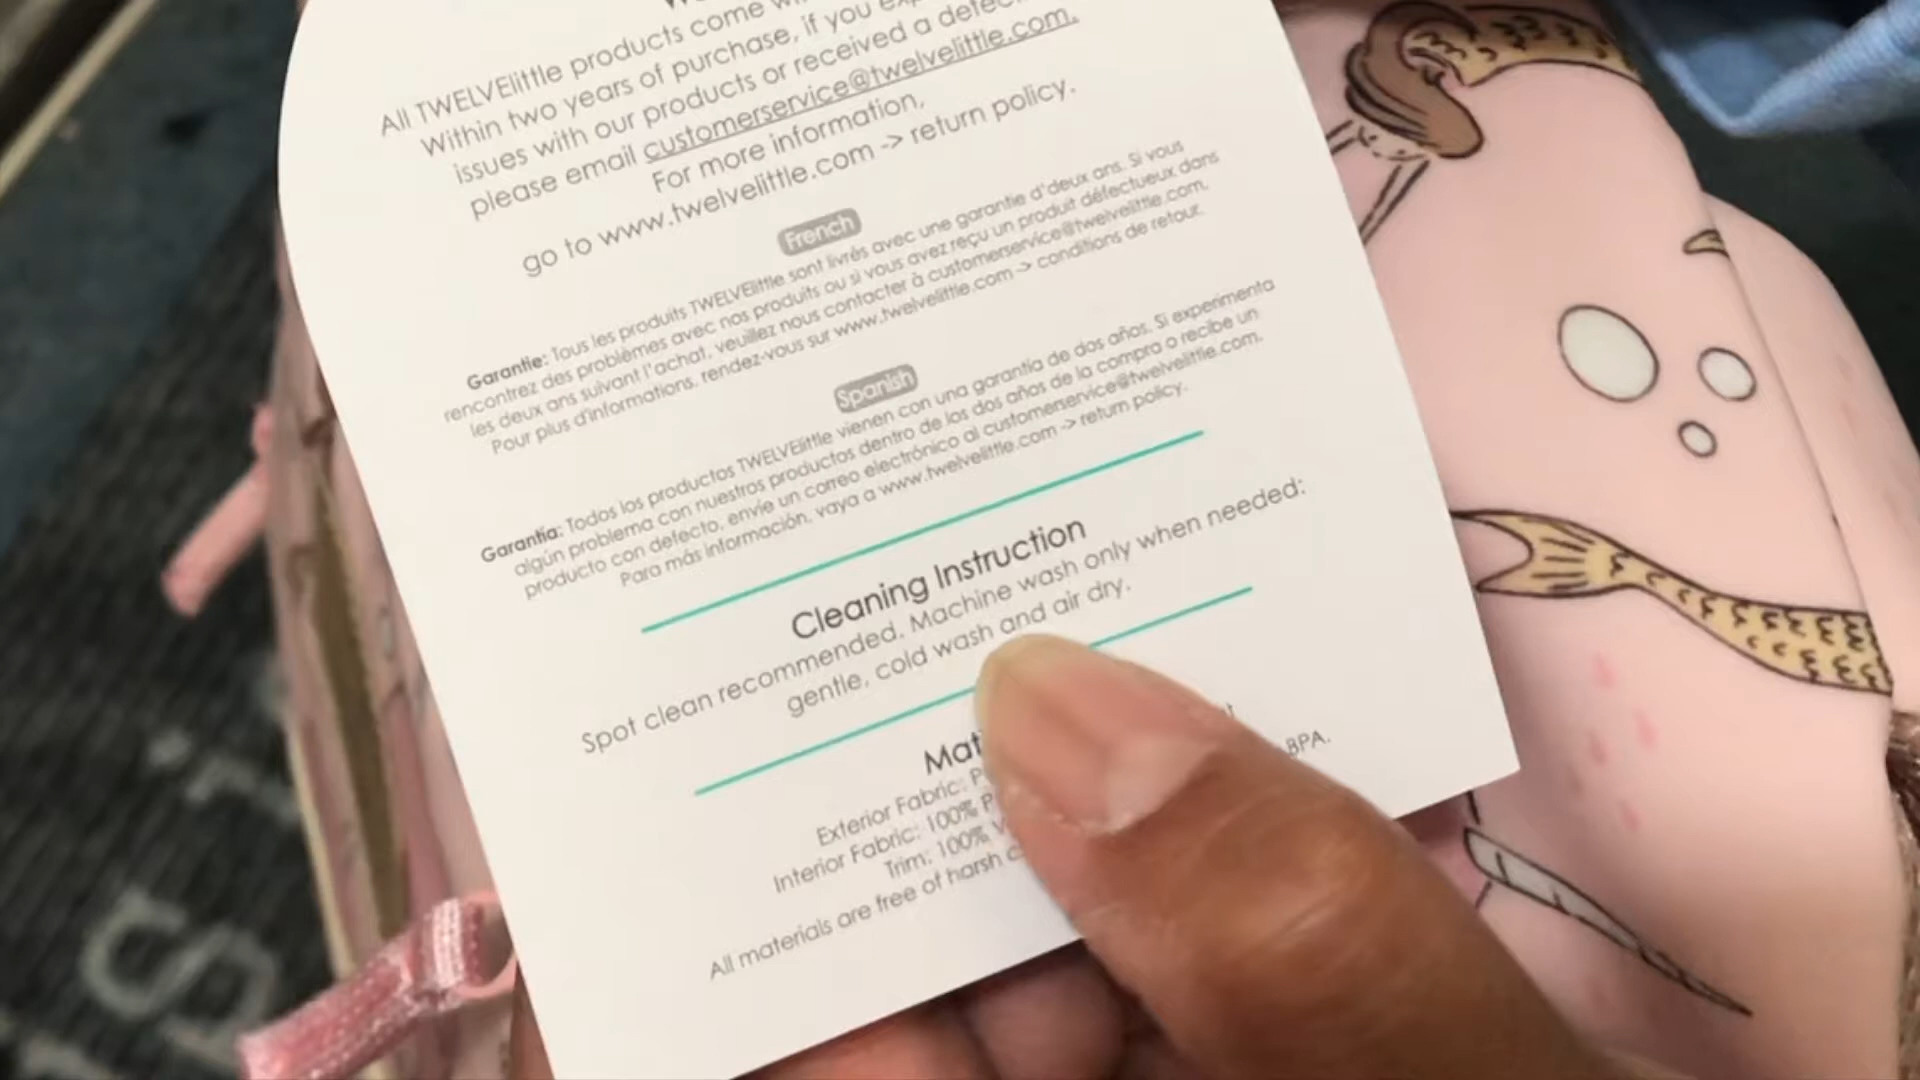 All TWELVElittle products come
Within two years of purchase, if you
issues with our products or received a
please email customerservice@twelvelittle.com.
For more information,
go to www.twelvelittle.com -> return policy.
French
Garantie: Tous les produits TWELVElittle sont livrés avec une garantie d'deux ans. Si vous
rencontrez des problèmes avec nos produits ou si vous avez reçu un produit défectueux dans
les deux ans suivant l'achat, veuillez nous contacter à customerservice@twelvelittle.com.
Pour plus d'informations, rendez-vous sur www.twelvelittle.com -> conditions de retour.
Spanish
Garantía: Todos los productos TWELVElittle vienen con una garantía de dos años. Si experimenta
algún problema con nuestros productos dentro de los dos años de la compra o recibe un
producto con defecto, envíe un correo electrónico al customerservice@twelvelittle.com.
Para más información, vaya a www.twelvelittle.com -> return policy.
Cleaning Instruction
Spot clean recommended. Machine wash only when needed:
gentle, cold wash and air dry.
Exterior Fabric:
Interior Fabric: 100%
Trim: 100%
All materials are free of harsh BPA.